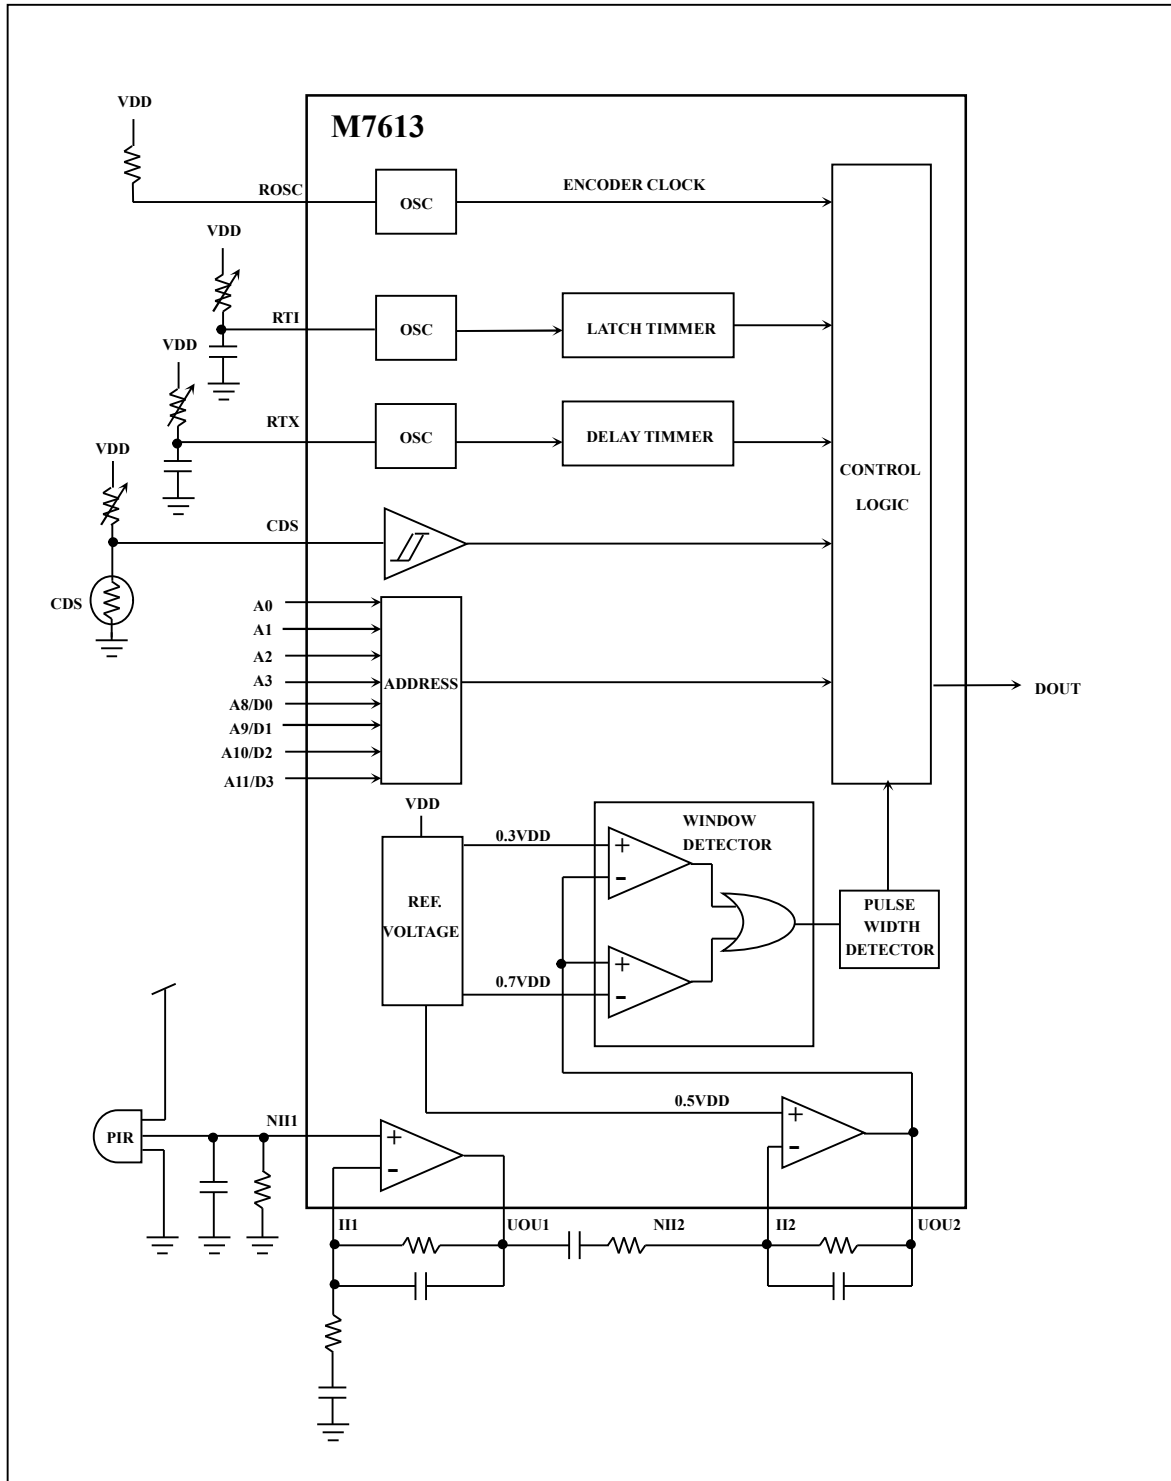 VDD
M7613
ROSC
OSC
ENCODER CLOCK
VDD
RTI
OSC
LATCH TIMMER
VDD
RTX
OSC
DELAY TIMMER
CONTROL
LOGIC
VDD
CDS
CDS
A0
A1
A2
A3
A8/D0
A9/D1
A10/D2
A11/D3
ADDRESS
DOUT
VDD
0.3VDD
WINDOW
DETECTOR
+
-
REF.
VOLTAGE
PULSE
WIDTH
DETECTOR
0.7VDD
+
-
0.5VDD
+
-
PIR
NII1
+
-
II1
UOU1
NII2
II2
UOU2